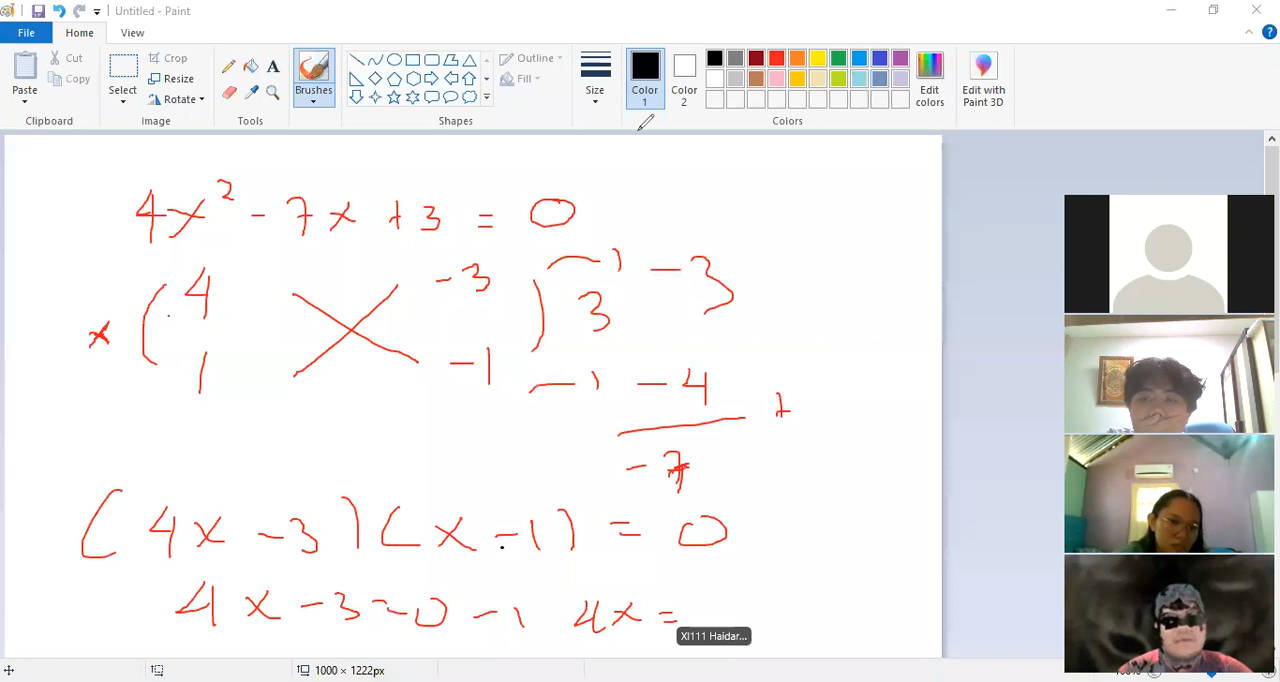 Untitled - Paint
File Home View
Paste
Cut
Copy
Clipboard
Select
Crop
Resize
Rotate
Image
A
Tools
Brushes
Outline
Fill
Shapes
Size
Color 1
Color 2
Edit colors
Colors
Edit with Paint 3D
4x² - 7x + 3 = 0
4 -3 → -3
× ( ) 3
1 -1 → -4 +
-7
(4x - 3)(x - 1) = 0
4x - 3 = 0 → 4x =
XI111 Haidar...
1000 × 1222px
100%